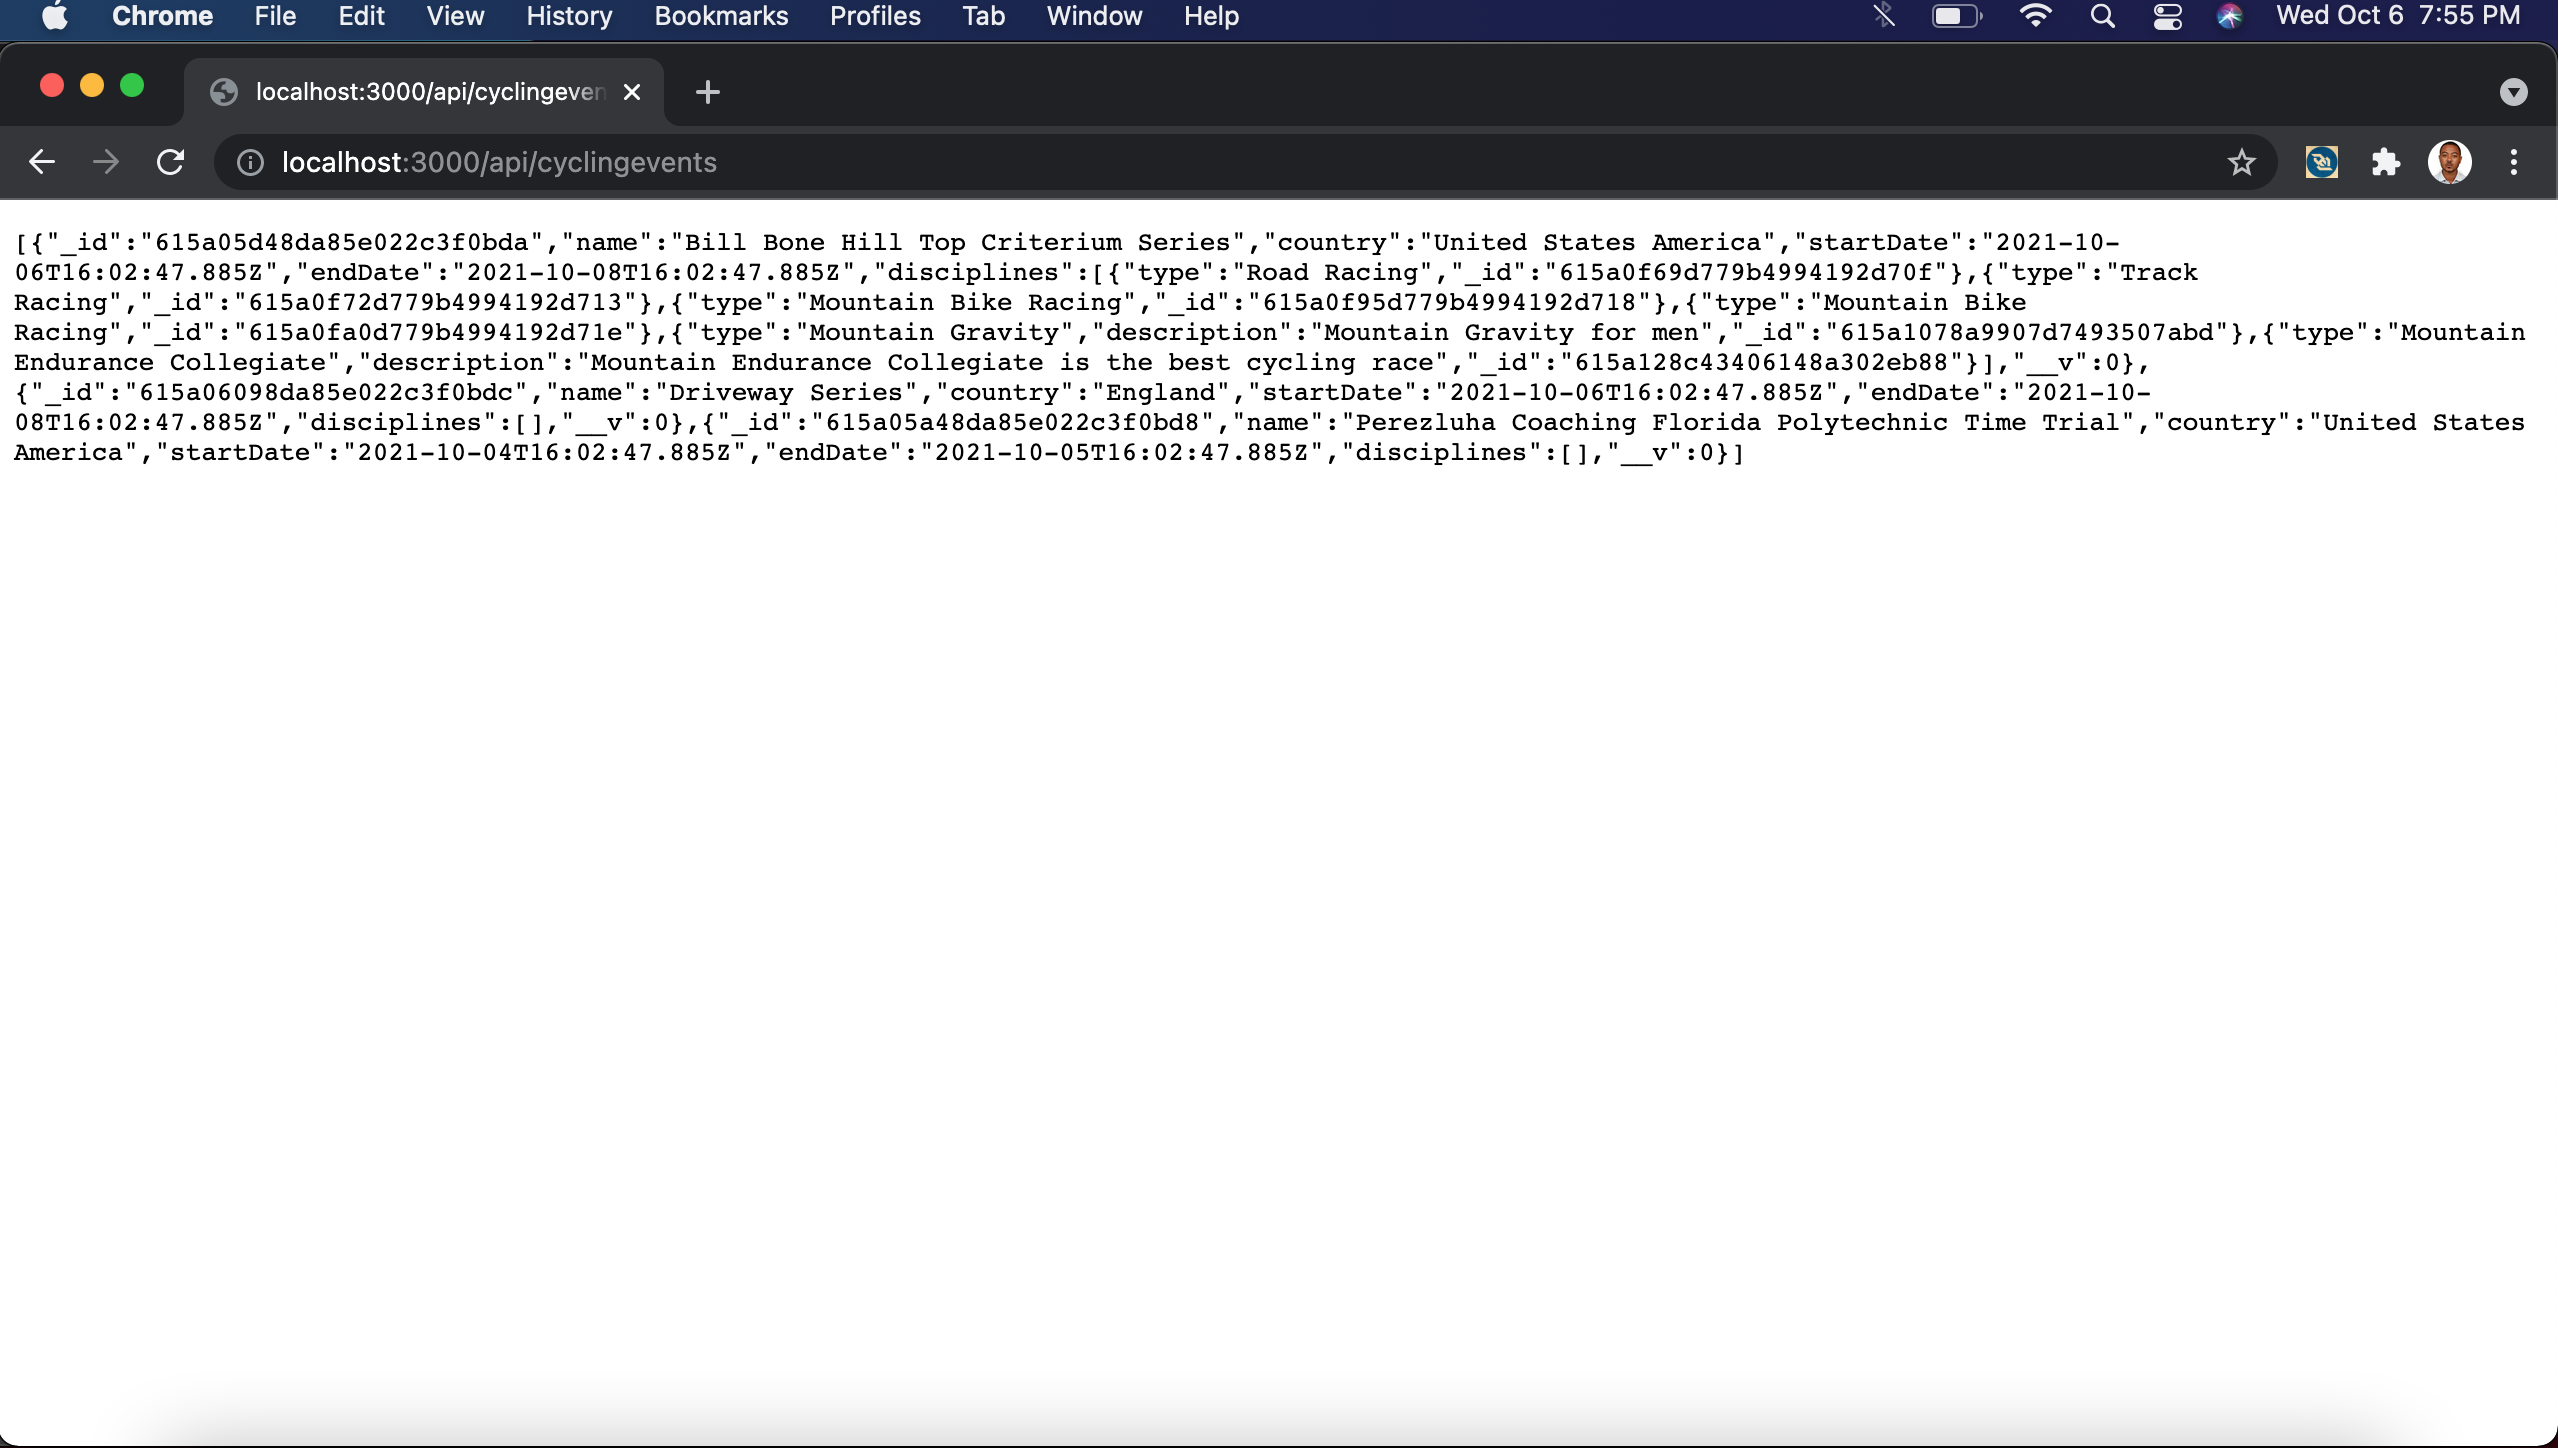 Chrome File Edit View History Bookmarks Profiles Tab Window Help Wed Oct 6 7:55 PM
localhost:3000/api/cyclingeven
localhost:3000/api/cyclingevents
[{"_id":"615a05d48da85e022c3f0bda","name":"Bill Bone Hill Top Criterium Series","country":"United States America","startDate":"2021-10-
06T16:02:47.885Z","endDate":"2021-10-08T16:02:47.885Z","disciplines":[{"type":"Road Racing","_id":"615a0f69d779b4994192d70f"},{"type":"Track
Racing","_id":"615a0f72d779b4994192d713"},{"type":"Mountain Bike Racing","_id":"615a0f95d779b4994192d718"},{"type":"Mountain Bike
Racing","_id":"615a0fa0d779b4994192d71e"},{"type":"Mountain Gravity","description":"Mountain Gravity for men","_id":"615a1078a9907d7493507abd"},{"type":"Mountain
Endurance Collegiate","description":"Mountain Endurance Collegiate is the best cycling race","_id":"615a128c43406148a302eb88"}],"__v":0},
{"_id":"615a06098da85e022c3f0bdc","name":"Driveway Series","country":"England","startDate":"2021-10-06T16:02:47.885Z","endDate":"2021-10-
08T16:02:47.885Z","disciplines":[],"__v":0},{"_id":"615a05a48da85e022c3f0bd8","name":"Perezluha Coaching Florida Polytechnic Time Trial","country":"United States
America","startDate":"2021-10-04T16:02:47.885Z","endDate":"2021-10-05T16:02:47.885Z","disciplines":[],"__v":0}]